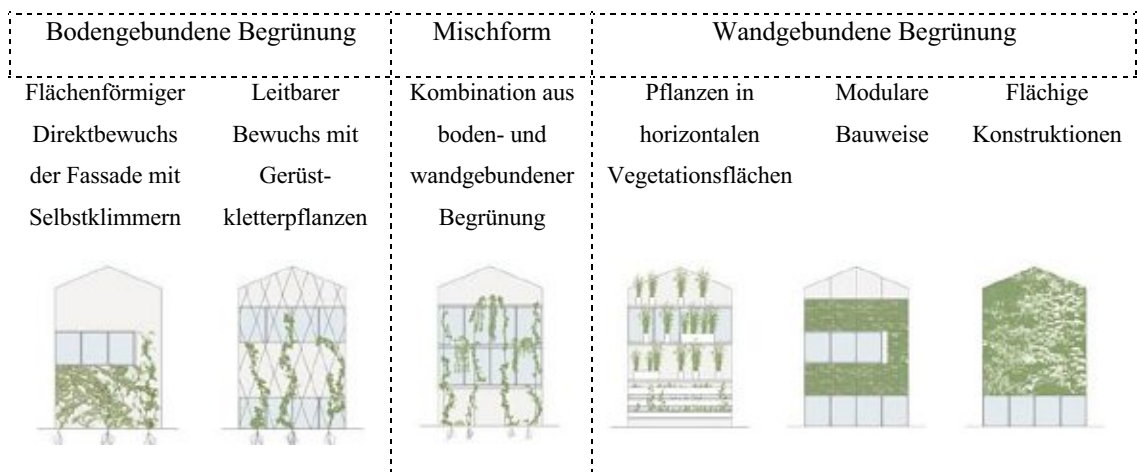 Bodengebundene Begrünung
Mischform
Wandgebundene Begrünung
Flächenförmiger
Direktbewuchs
der Fassade mit
Selbstklimmern
Leitbarer
Bewuchs mit
Gerüst-
kletterpflanzen
Kombination aus
boden- und
wandgebundener
Begrünung
Pflanzen in
horizontalen
Vegetationsflächen
Modulare
Bauweise
Flächige
Konstruktionen